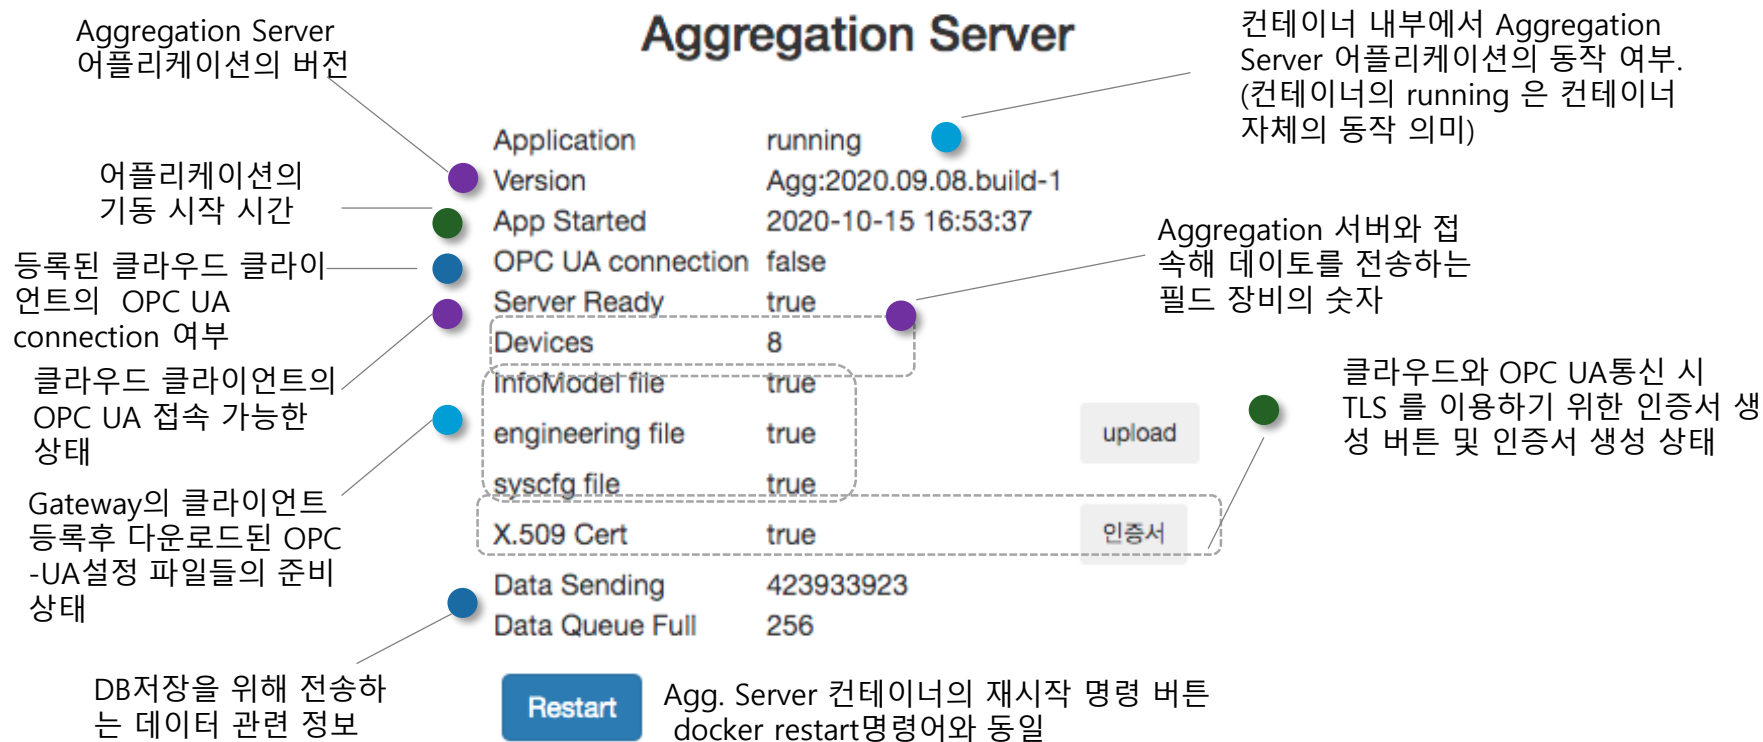 Aggregation Server
Aggregation Server
어플리케이션의 버전
컨테이너 내부에서 Aggregation
Server 어플리케이션의 동작 여부.
(컨테이너의 running 은 컨테이너
자체의 동작 의미)
어플리케이션의
기동 시작 시간
등록된 클라우드 클라이
언트의 OPC UA
connection 여부
클라우드 클라이언트의
OPC UA 접속 가능한
상태
Gateway의 클라이언트
등록후 다운로드된 OPC
-UA설정 파일들의 준비
상태
DB저장을 위해 전송하
는 데이터 관련 정보
Application running
Version Agg:2020.09.08.build-1
App Started 2020-10-15 16:53:37
OPC UA connection false
Server Ready true
Devices 8
InfoModel file true
engineering file true upload
syscfg file true
X.509 Cert true 인증서
Data Sending 423933923
Data Queue Full 256
Aggregation 서버와 접
속해 데이토를 전송하는
필드 장비의 숫자
클라우드와 OPC UA통신 시
TLS 를 이용하기 위한 인증서 생
성 버튼 및 인증서 생성 상태
Restart
Agg. Server 컨테이너의 재시작 명령 버튼
docker restart명령어와 동일